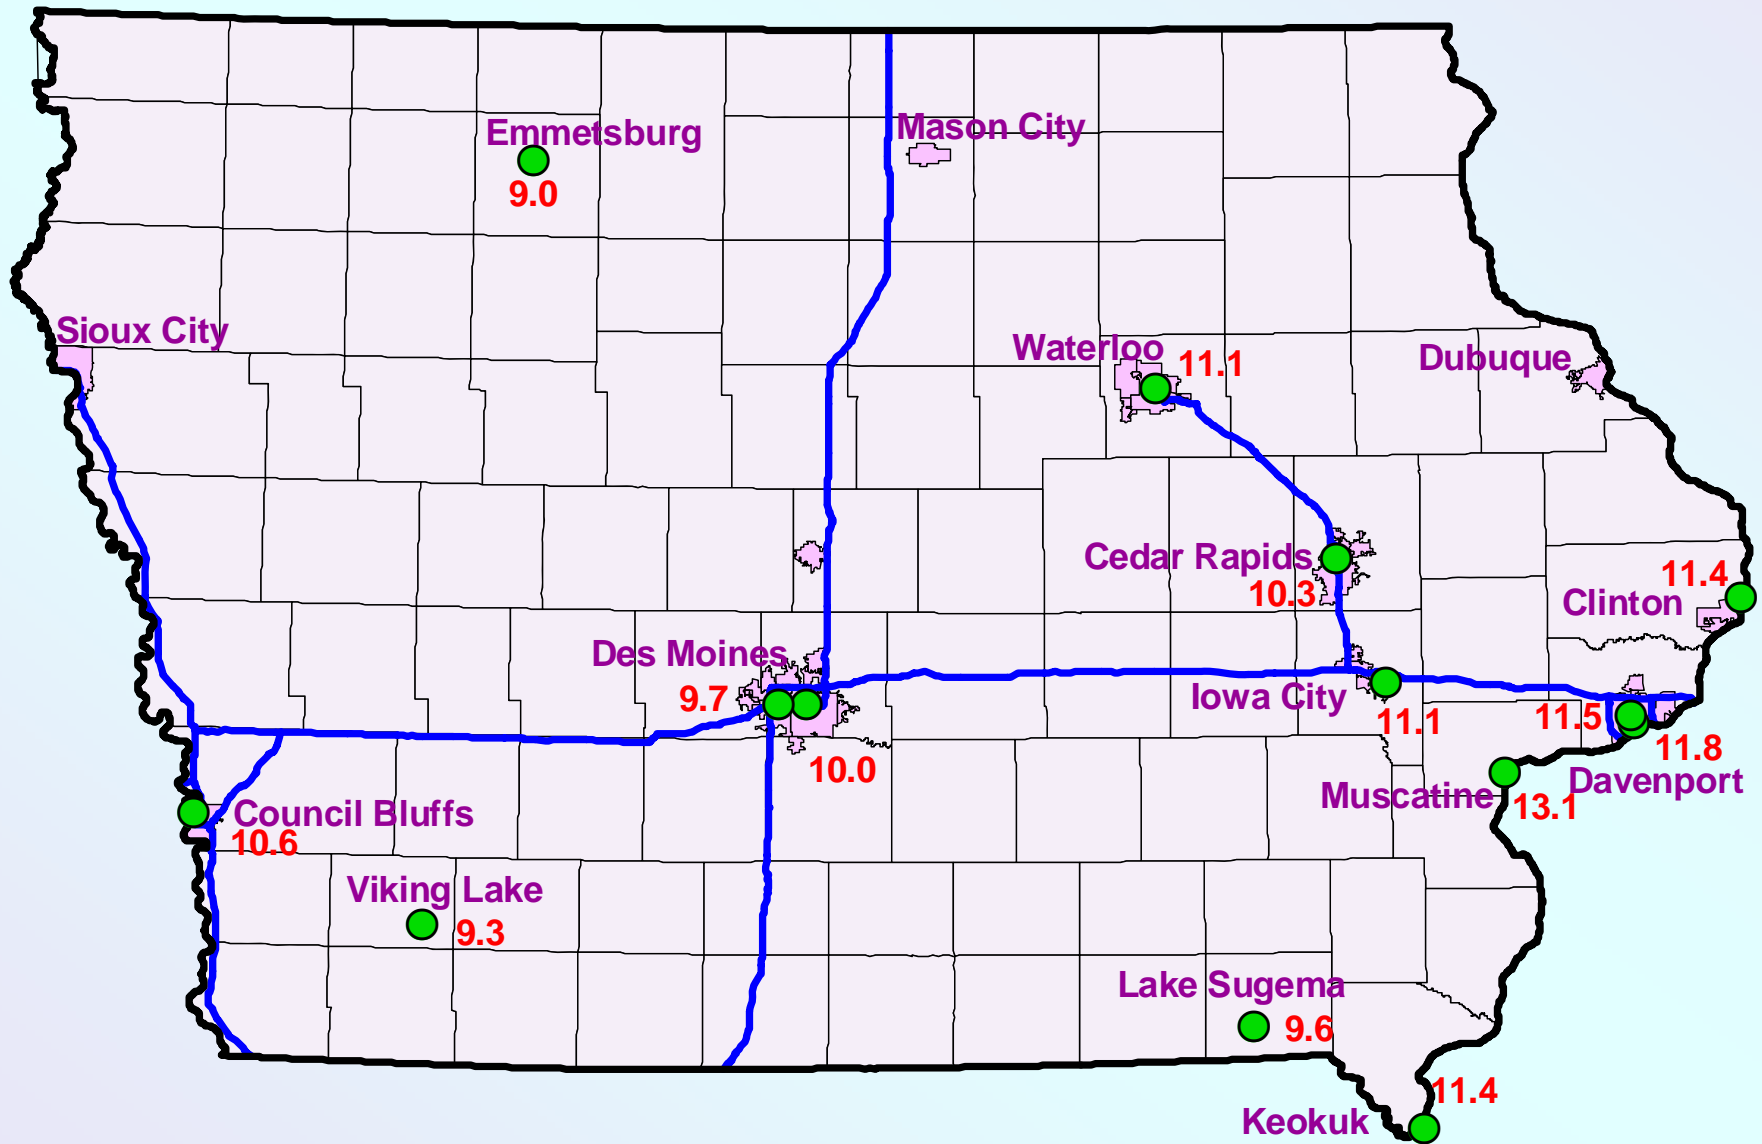 Emmetsburg
9.0
Mason City
Sioux City
Waterloo
11.1
Dubuque
Cedar Rapids
10.3
11.4
Clinton
Des Moines
9.7
10.0
Iowa City
11.1
11.5
11.8
Davenport
Muscatine
13.1
Council Bluffs
10.6
Viking Lake
9.3
Lake Sugema
9.6
11.4
Keokuk